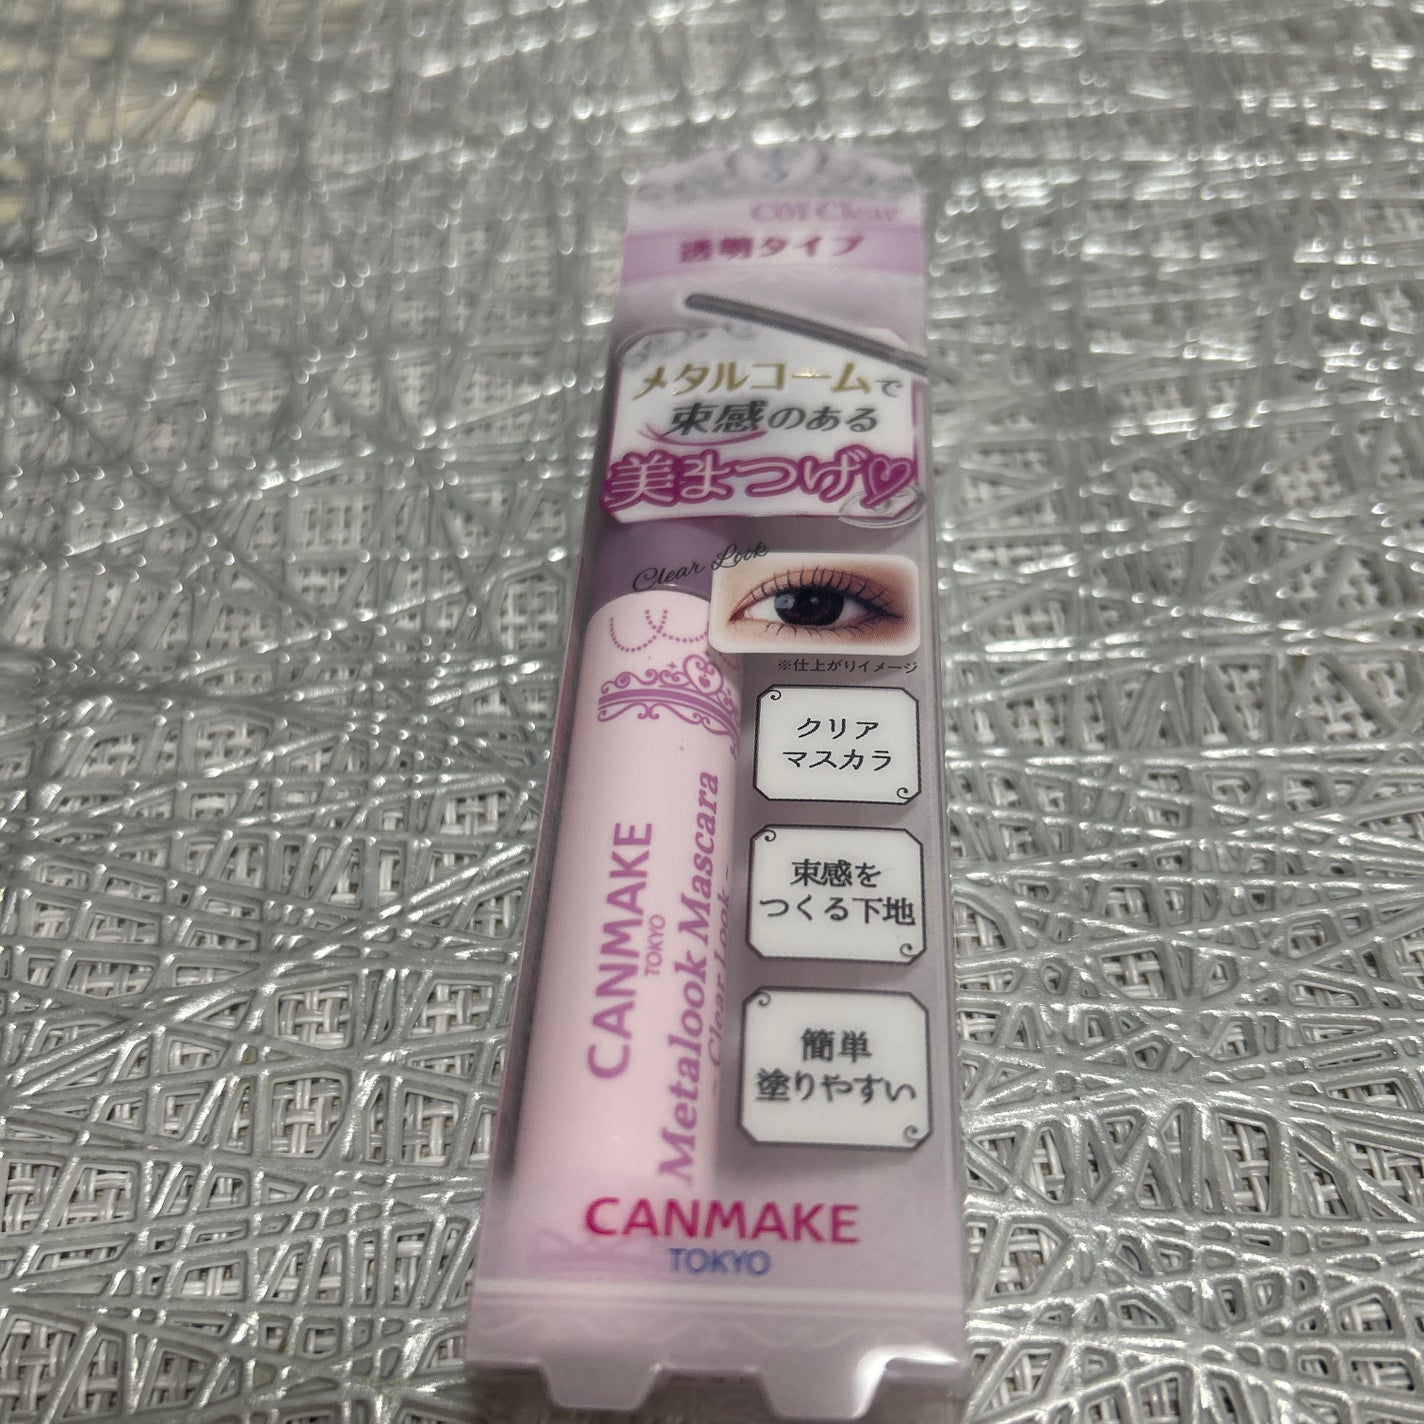 C01 Clear
透明タイプ
メタルコームで
束感のある
美まつげ♡
Clear Look
※仕上がりイメージ
クリア
マスカラ
束感を
つくる下地
簡単
塗りやすい
CANMAKE
TOKYO
Metalook Mascara
- Clear Look -
CANMAKE
TOKYO